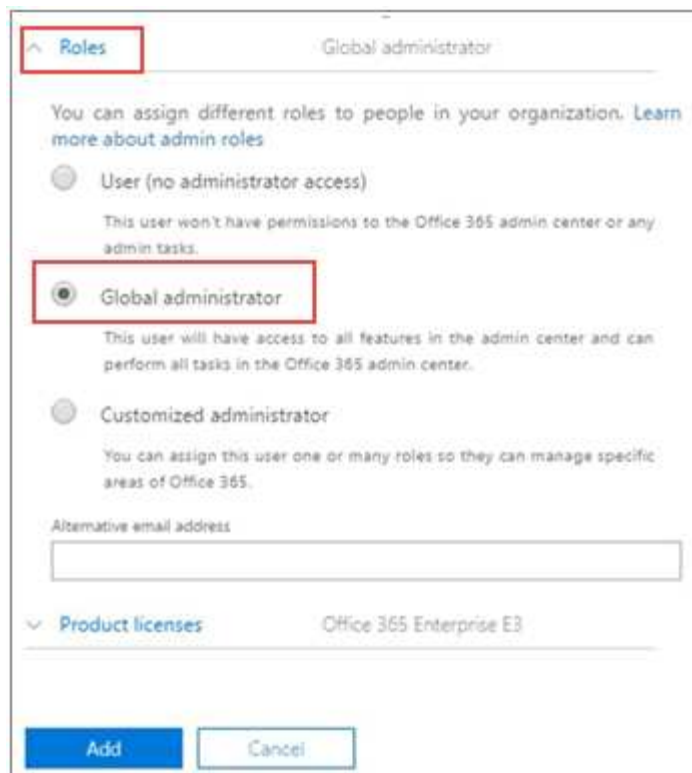 Roles Global administrator
You can assign different roles to people in your organization. Learn
more about admin roles
User (no administrator access)
This user won't have permissions to the Office 365 admin center or any
admin tasks.
Global administrator
This user will have access to all features in the admin center and can
perform all tasks in the Office 365 admin center.
Customized administrator
You can assign this user one or many roles so they can manage specific
areas of Office 365.
Alternative email address
Product licenses Office 365 Enterprise E3
Add Cancel